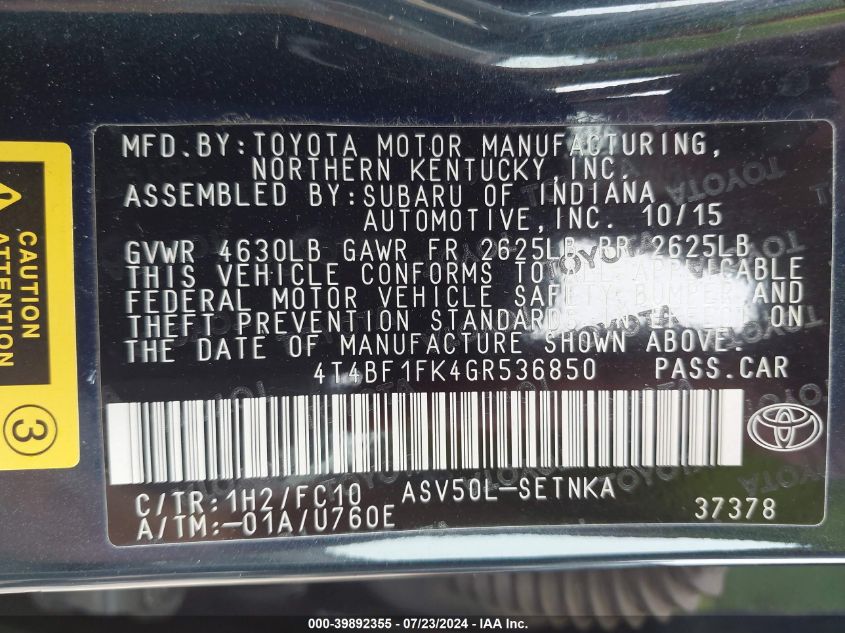 MFD.BY:TOYOTA MOTOR MANUFACTURING,
NORTHERN KENTUCKY,INC.
ASSEMBLED BY:SUBARU OF INDIANA
AUTOMOTIVE,INC. 10/15
GVWR 4630LB GAWR FR 2625LB RR 2625LB
THIS VEHICLE CONFORMS TO ALL APPLICABLE
FEDERAL MOTOR VEHICLE SAFETY,BUMPER,AND
THEFT PREVENTION STANDARDS IN EFFECT ON
THE DATE OF MANUFACTURE SHOWN ABOVE.
4T4BF1FK4GR536850 PASS.CAR
C/TR:1H2/FC10 ASV50L-SETNKA
A/TM:-01A/U760E 37378
CAUTION
ATTENTION
3
000-39892355 - 07/23/2024 - IAA Inc.